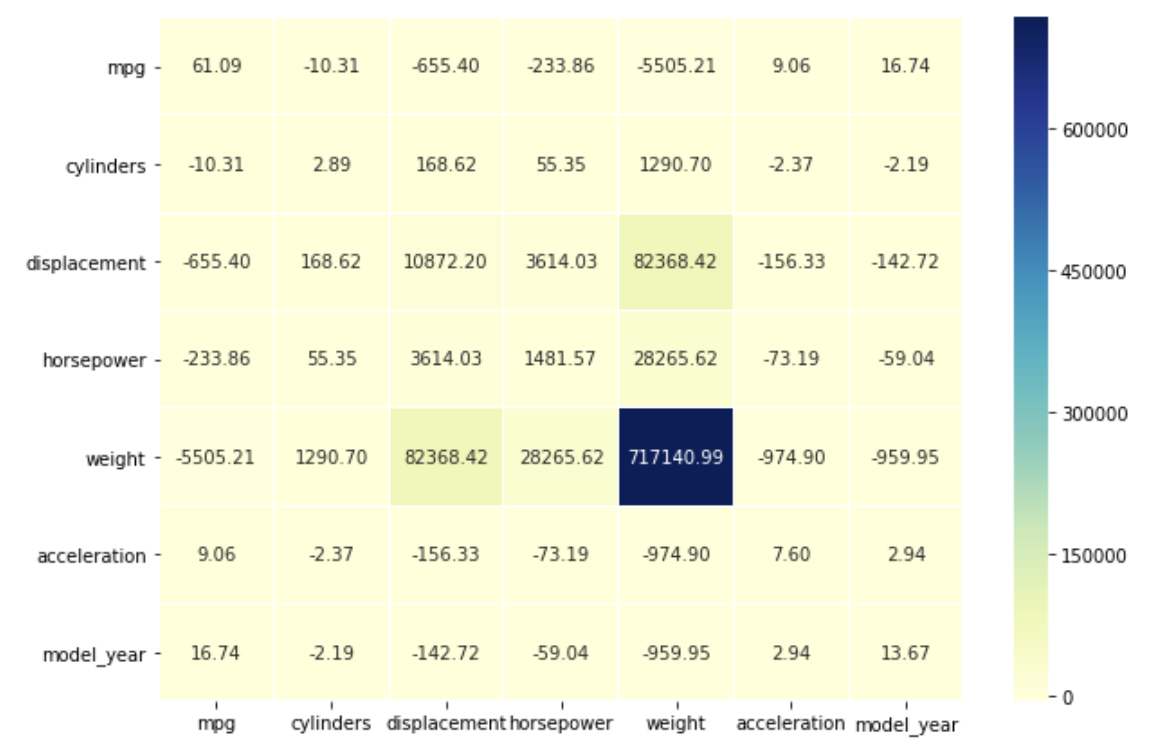 mpg 61.09 -10.31 -655.40 -233.86 -5505.21 9.06 16.74
600000
cylinders -10.31 2.89 168.62 55.35 1290.70 -2.37 -2.19
displacement -655.40 168.62 10872.20 3614.03 82368.42 -156.33 -142.72
450000
horsepower -233.86 55.35 3614.03 1481.57 28265.62 -73.19 -59.04
300000
weight -5505.21 1290.70 82368.42 28265.62 717140.99 -974.90 -959.95
acceleration 9.06 -2.37 -156.33 -73.19 -974.90 7.60 2.94
150000
model_year 16.74 -2.19 -142.72 -59.04 -959.95 2.94 13.67
0
mpg cylinders displacement horsepower weight acceleration model_year